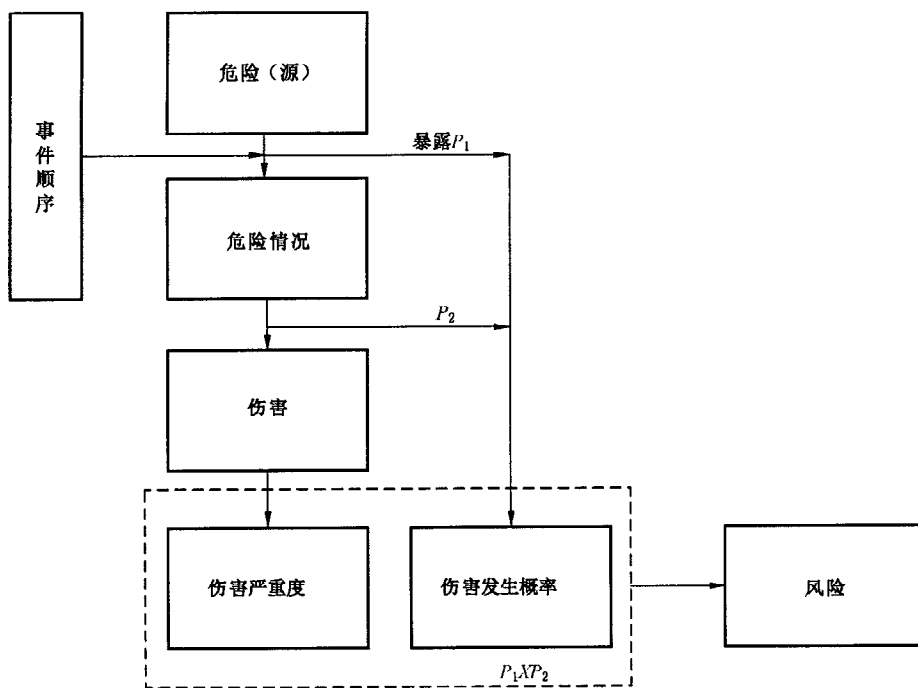 危险（源）
事件顺序
暴露P₁
危险情况
P₂
伤害
伤害严重度
伤害发生概率
风险
P₁XP₂